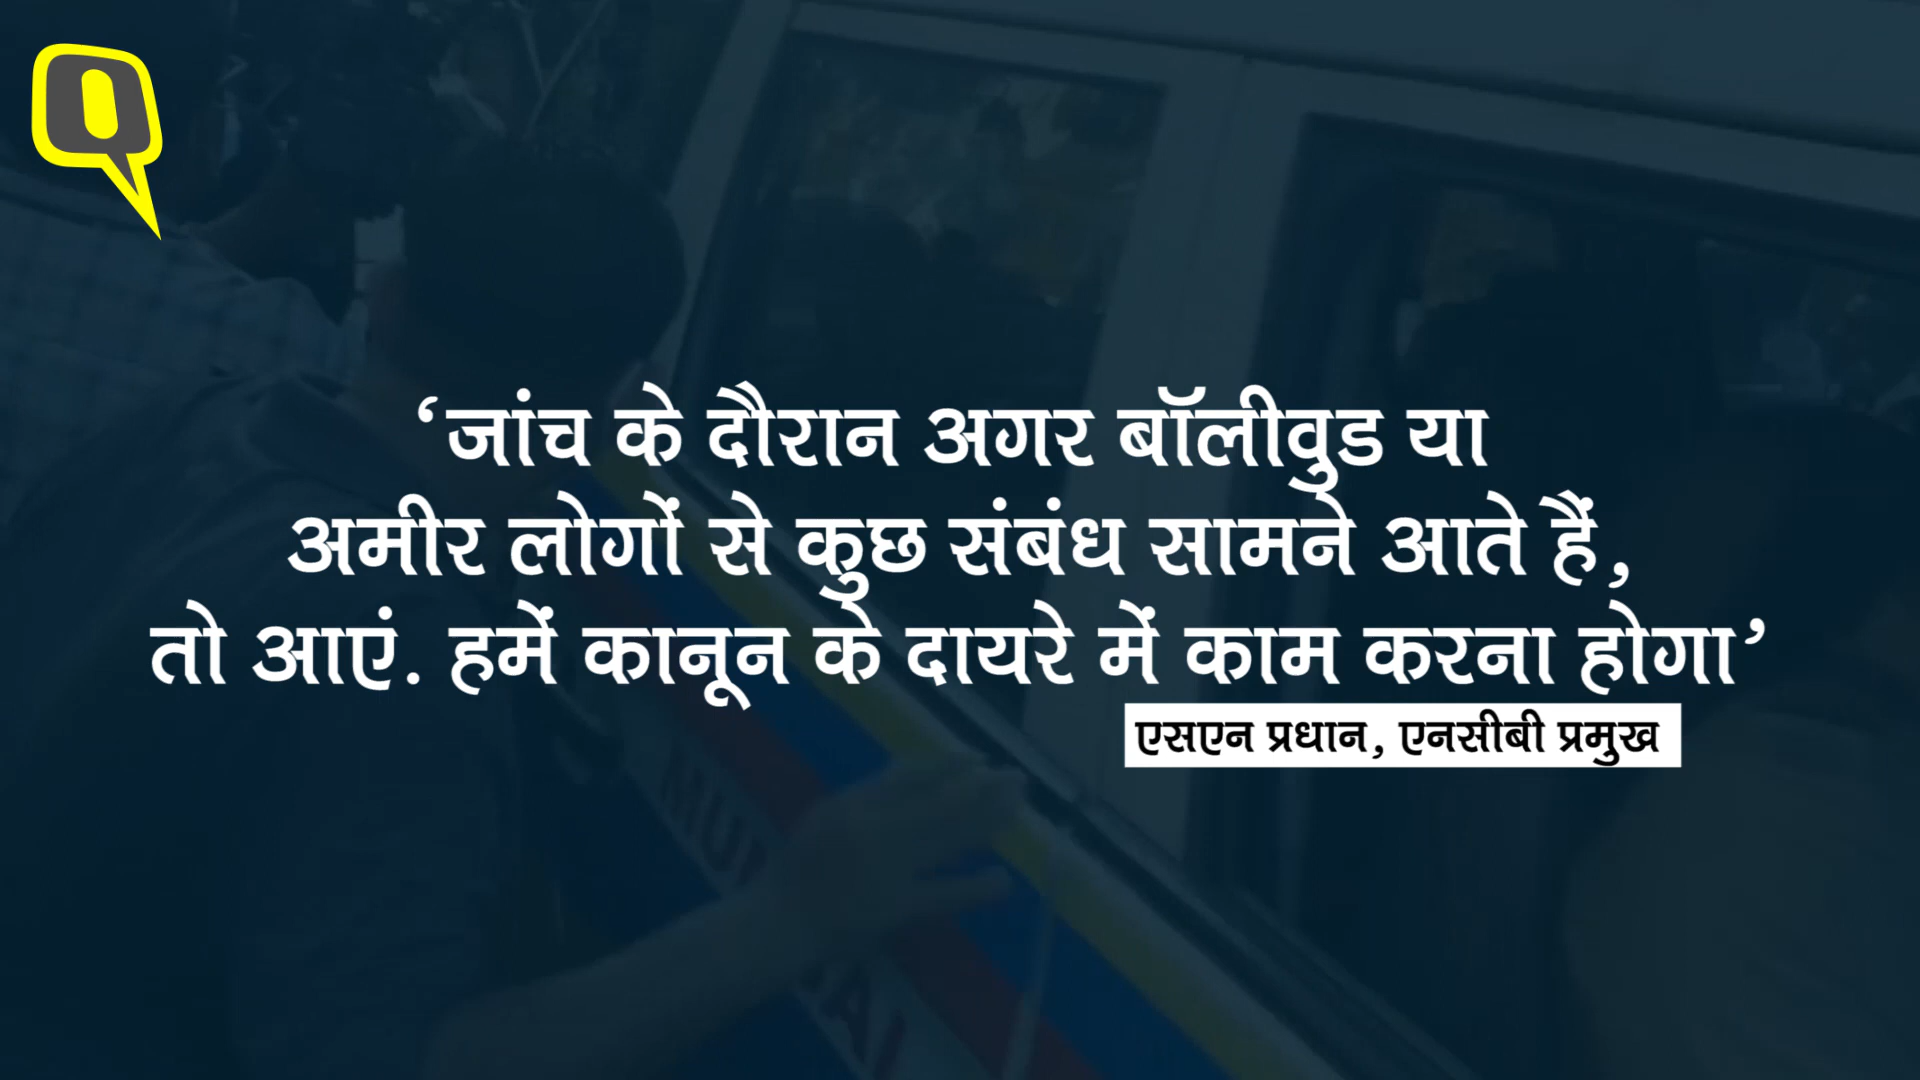 ‘जांच के दौरान अगर बॉलीवुड या
अमीर लोगों से कुछ संबंध सामने आते हैं,
तो आएं. हमें कानून के दायरे में काम करना होगा’
एसएन प्रधान, एनसीबी प्रमुख